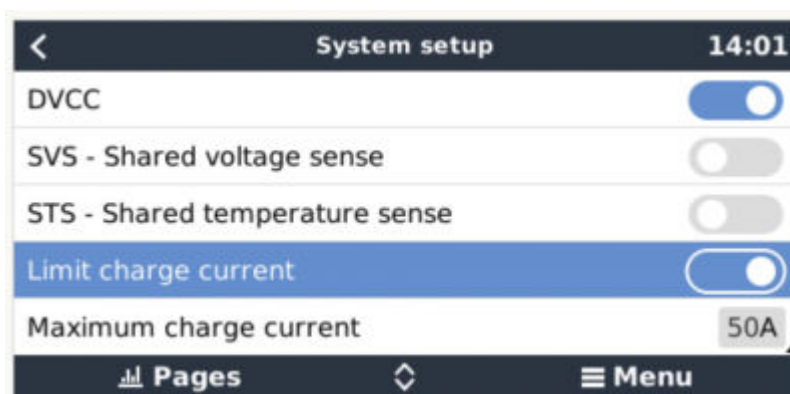 System setup 14:01
DVCC
SVS - Shared voltage sense
STS - Shared temperature sense
Limit charge current
Maximum charge current 50A
Pages Menu